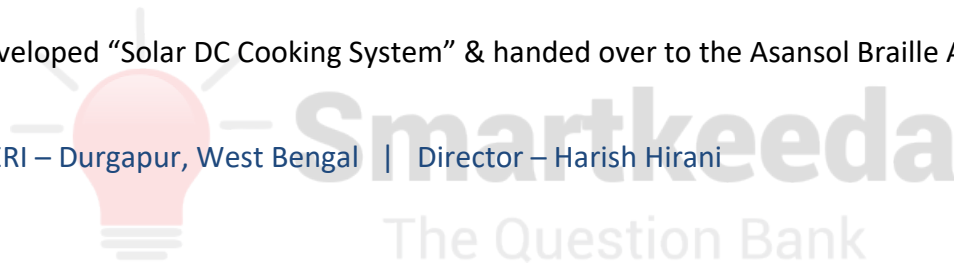 veloped “Solar DC Cooking System” & handed over to the Asansol Braille A
ERI – Durgapur, West Bengal | Director – Harish Hirani
Smartkeeda
The Question Bank